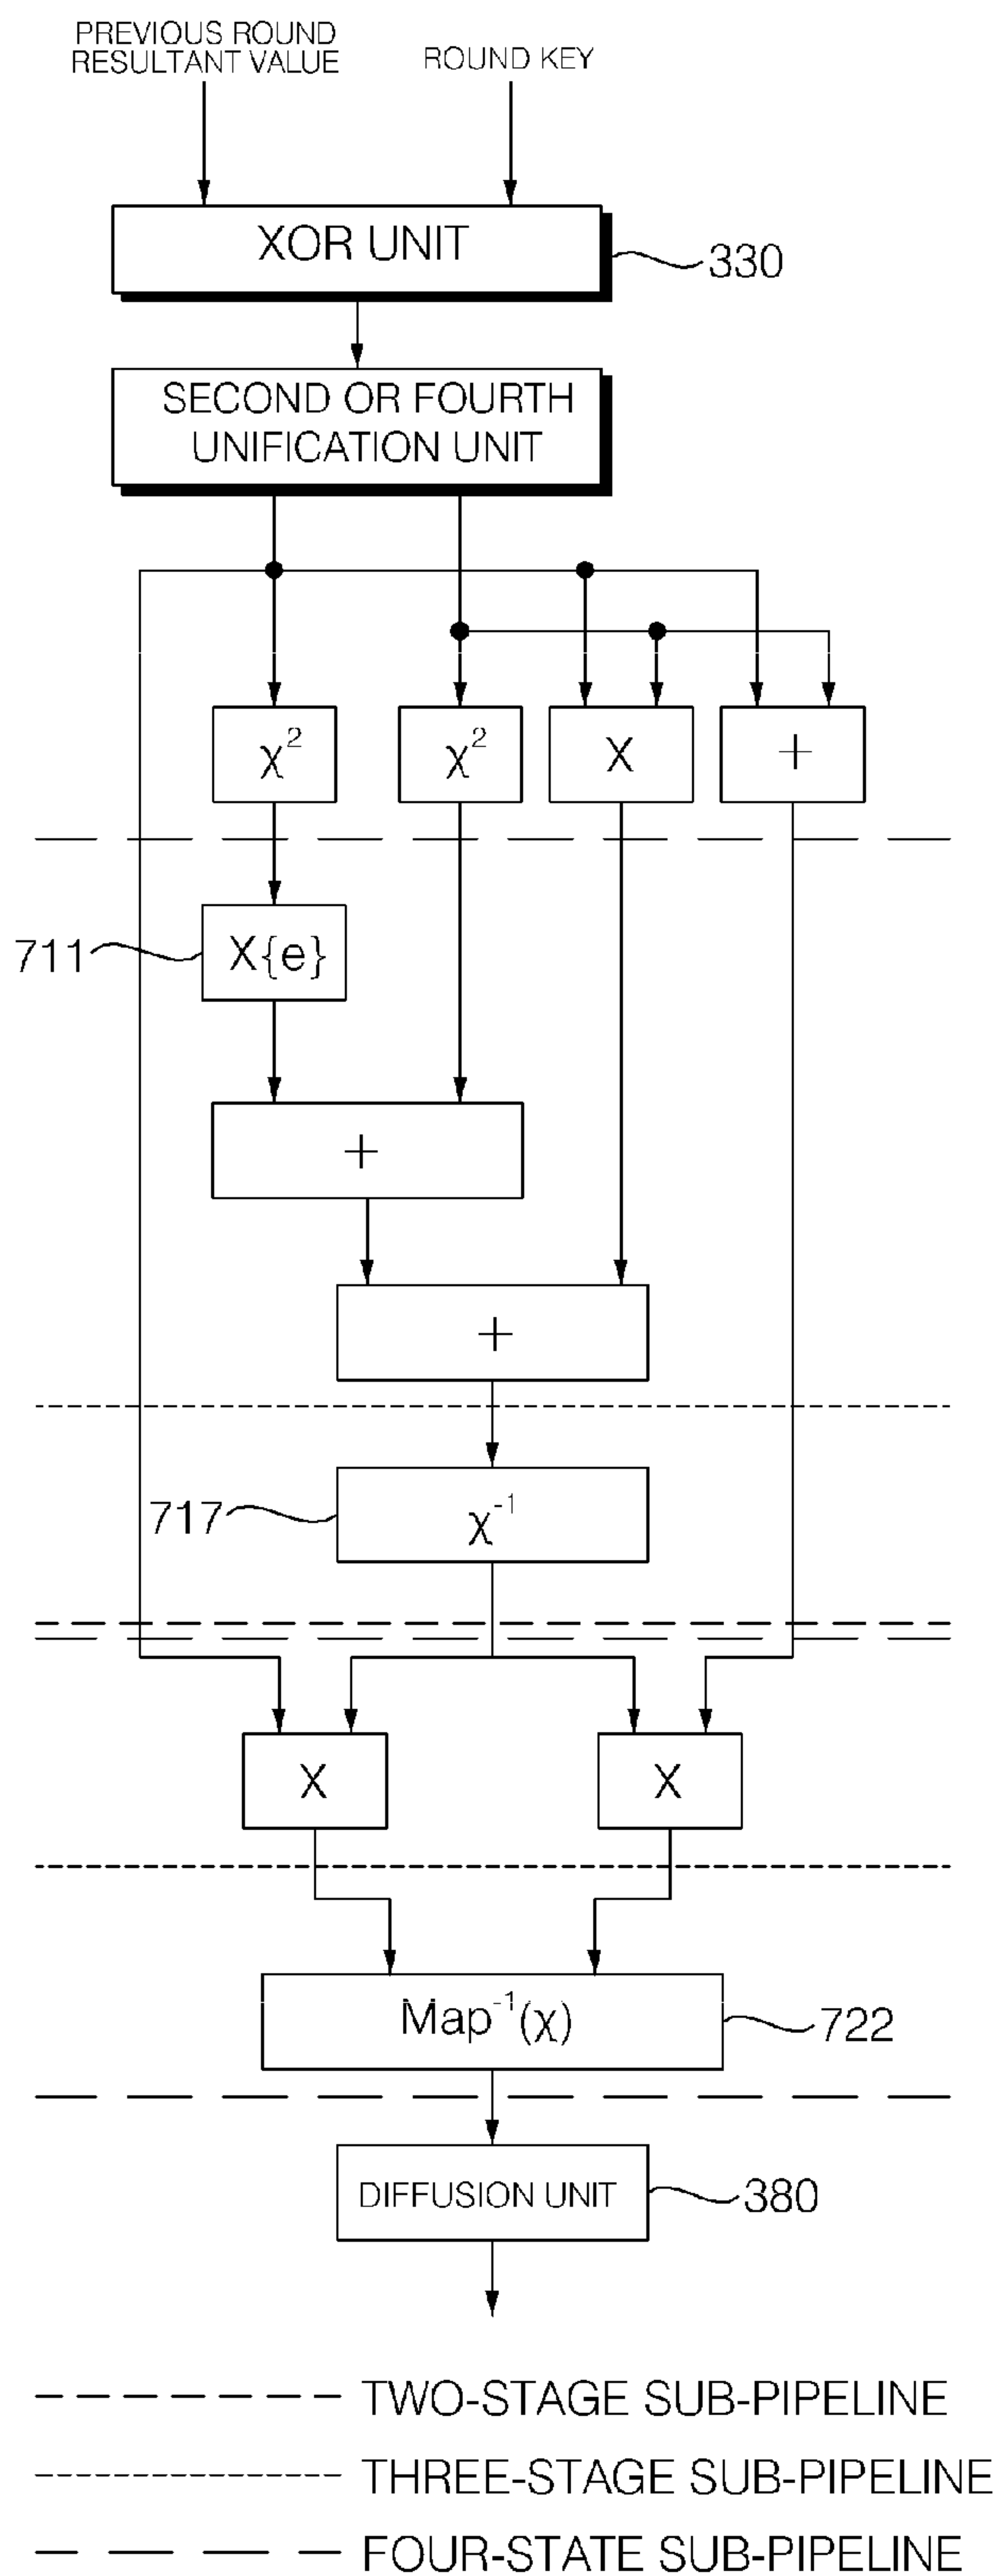 PREVIOUS ROUND
RESULTANT VALUE
ROUND KEY
XOR UNIT
330
SECOND OR FOURTH
UNIFICATION UNIT
χ²
χ²
X
+
711
X{e}
+
+
717
χ⁻¹
X
X
Map⁻¹(χ)
722
DIFFUSION UNIT
380
TWO-STAGE SUB-PIPELINE
THREE-STAGE SUB-PIPELINE
FOUR-STATE SUB-PIPELINE